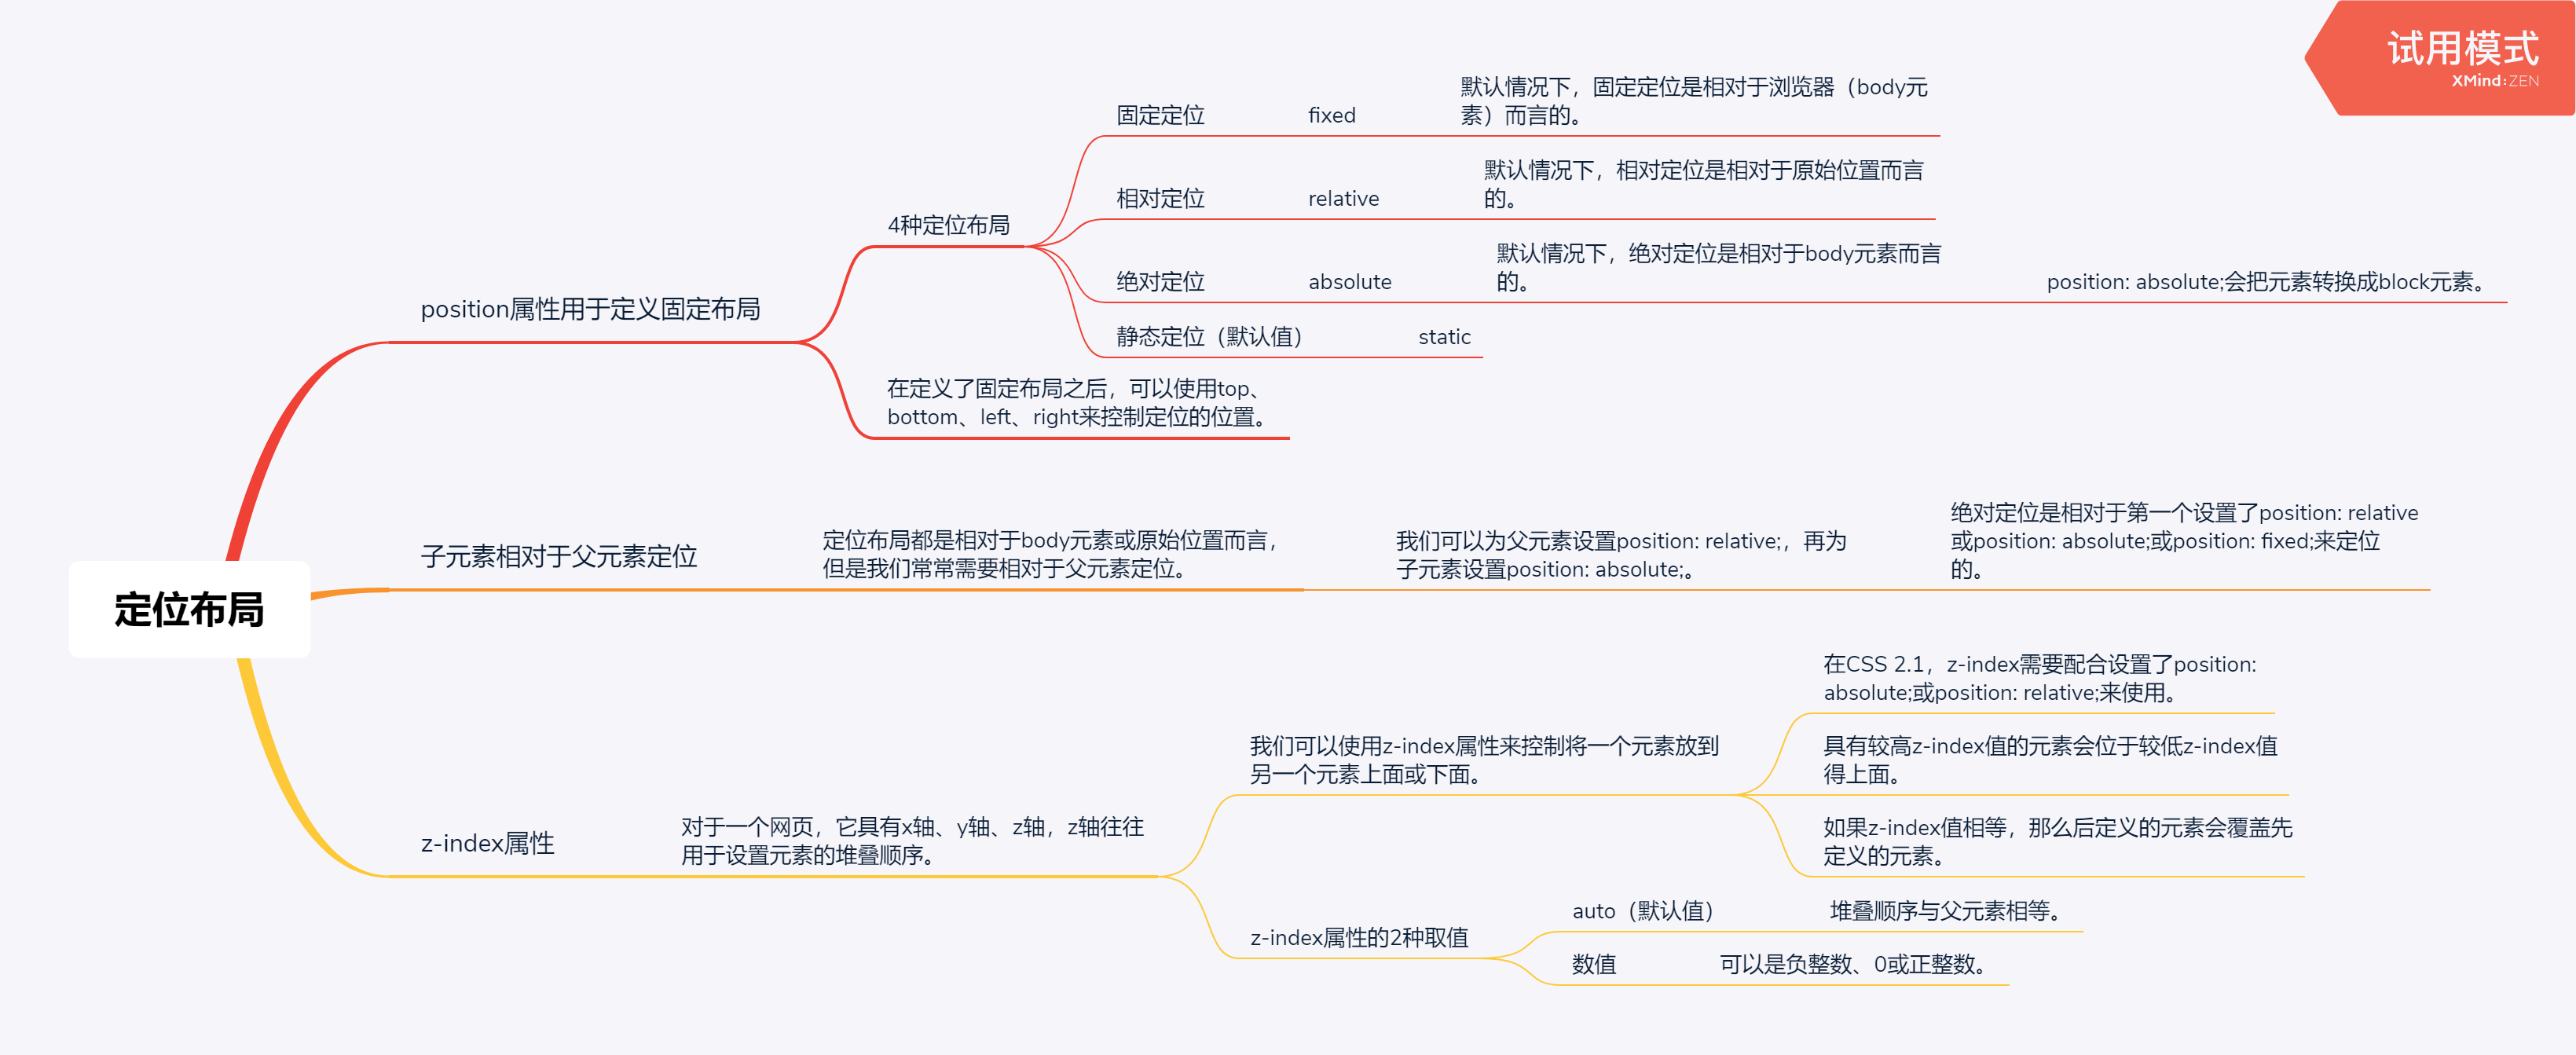 试用模式
XMind:ZEN
定位布局
position属性用于定义固定布局
4种定位布局
固定定位
fixed
默认情况下，固定定位是相对于浏览器（body元
素）而言的。
相对定位
relative
默认情况下，相对定位是相对于原始位置而言
的。
绝对定位
absolute
默认情况下，绝对定位是相对于body元素而言
的。
position: absolute;会把元素转换成block元素。
静态定位（默认值）
static
在定义了固定布局之后，可以使用top、
bottom、left、right来控制定位的位置。
子元素相对于父元素定位
定位布局都是相对于body元素或原始位置而言，
但是我们常常需要相对于父元素定位。
我们可以为父元素设置position: relative;，再为
子元素设置position: absolute;。
绝对定位是相对于第一个设置了position: relative
或position: absolute;或position: fixed;来定位
的。
z-index属性
对于一个网页，它具有x轴、y轴、z轴，z轴往往
用于设置元素的堆叠顺序。
我们可以使用z-index属性来控制将一个元素放到
另一个元素上面或下面。
在CSS 2.1，z-index需要配合设置了position:
absolute;或position: relative;来使用。
具有较高z-index值的元素会位于较低z-index值
得上面。
如果z-index值相等，那么后定义的元素会覆盖先
定义的元素。
z-index属性的2种取值
auto（默认值）
堆叠顺序与父元素相等。
数值
可以是负整数、0或正整数。